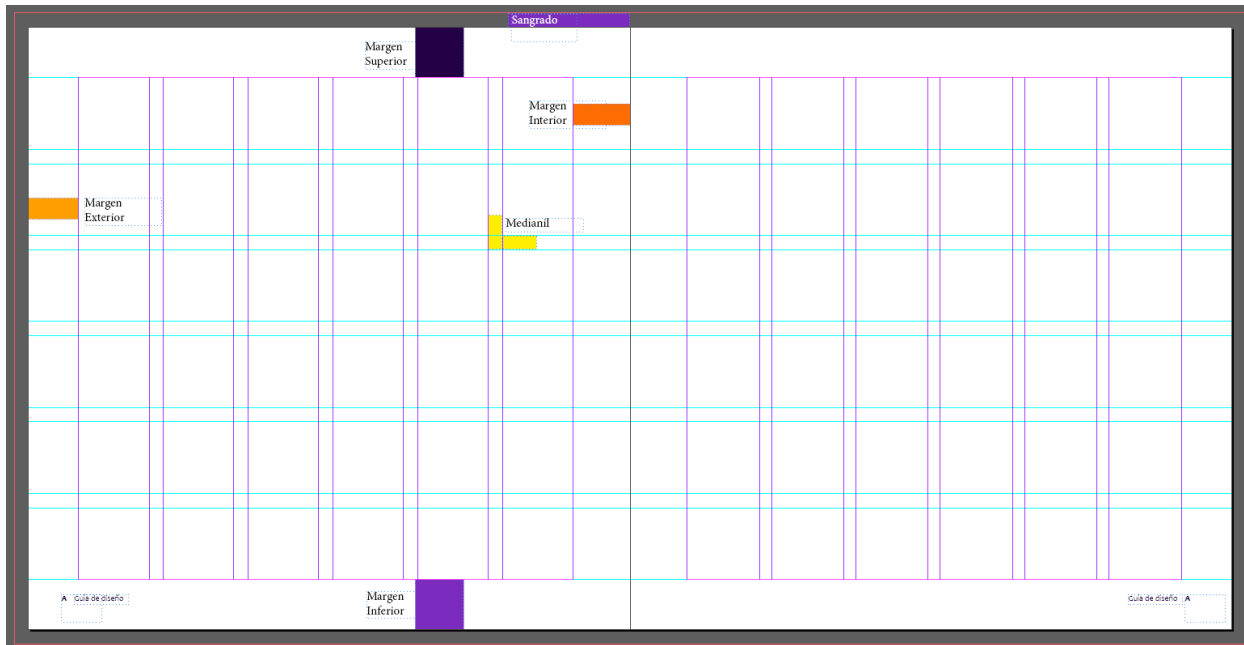 Sangrado
Margen
Superior
Margen
Interior
Margen
Exterior
Medianil
Margen
Inferior
A Guía de diseño
Guía de diseño A